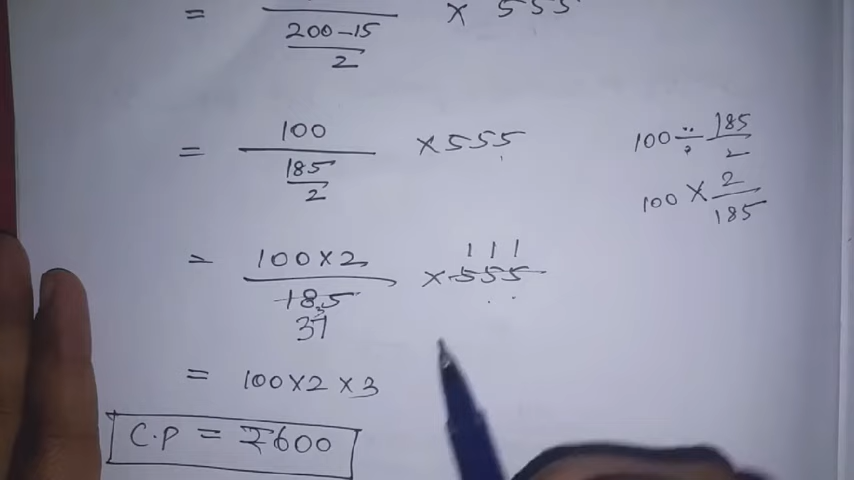 = 200-15/2 × 555
= 100/(185/2) × 555
100 ÷ 185/2
100 × 2/185
= 100×2/185 × 555
37 111
= 100×2×3
C.P = ₹600